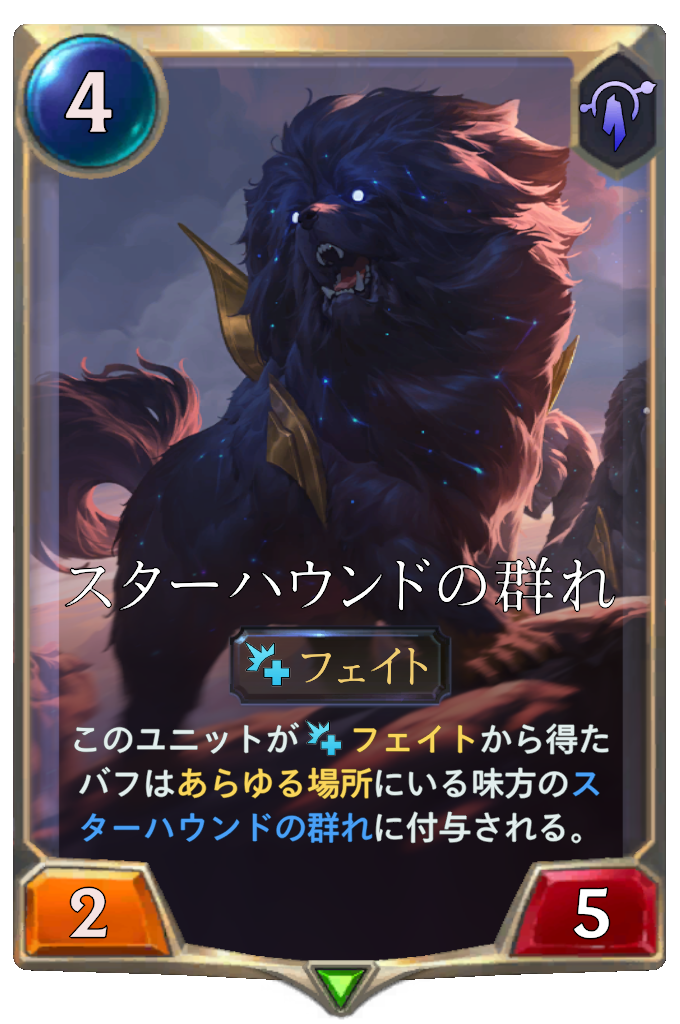 4
スターハウンドの群れ
フェイト
このユニットがフェイトから得た
バフはあらゆる場所にいる味方のス
ターハウンドの群れに付与される。
2
5